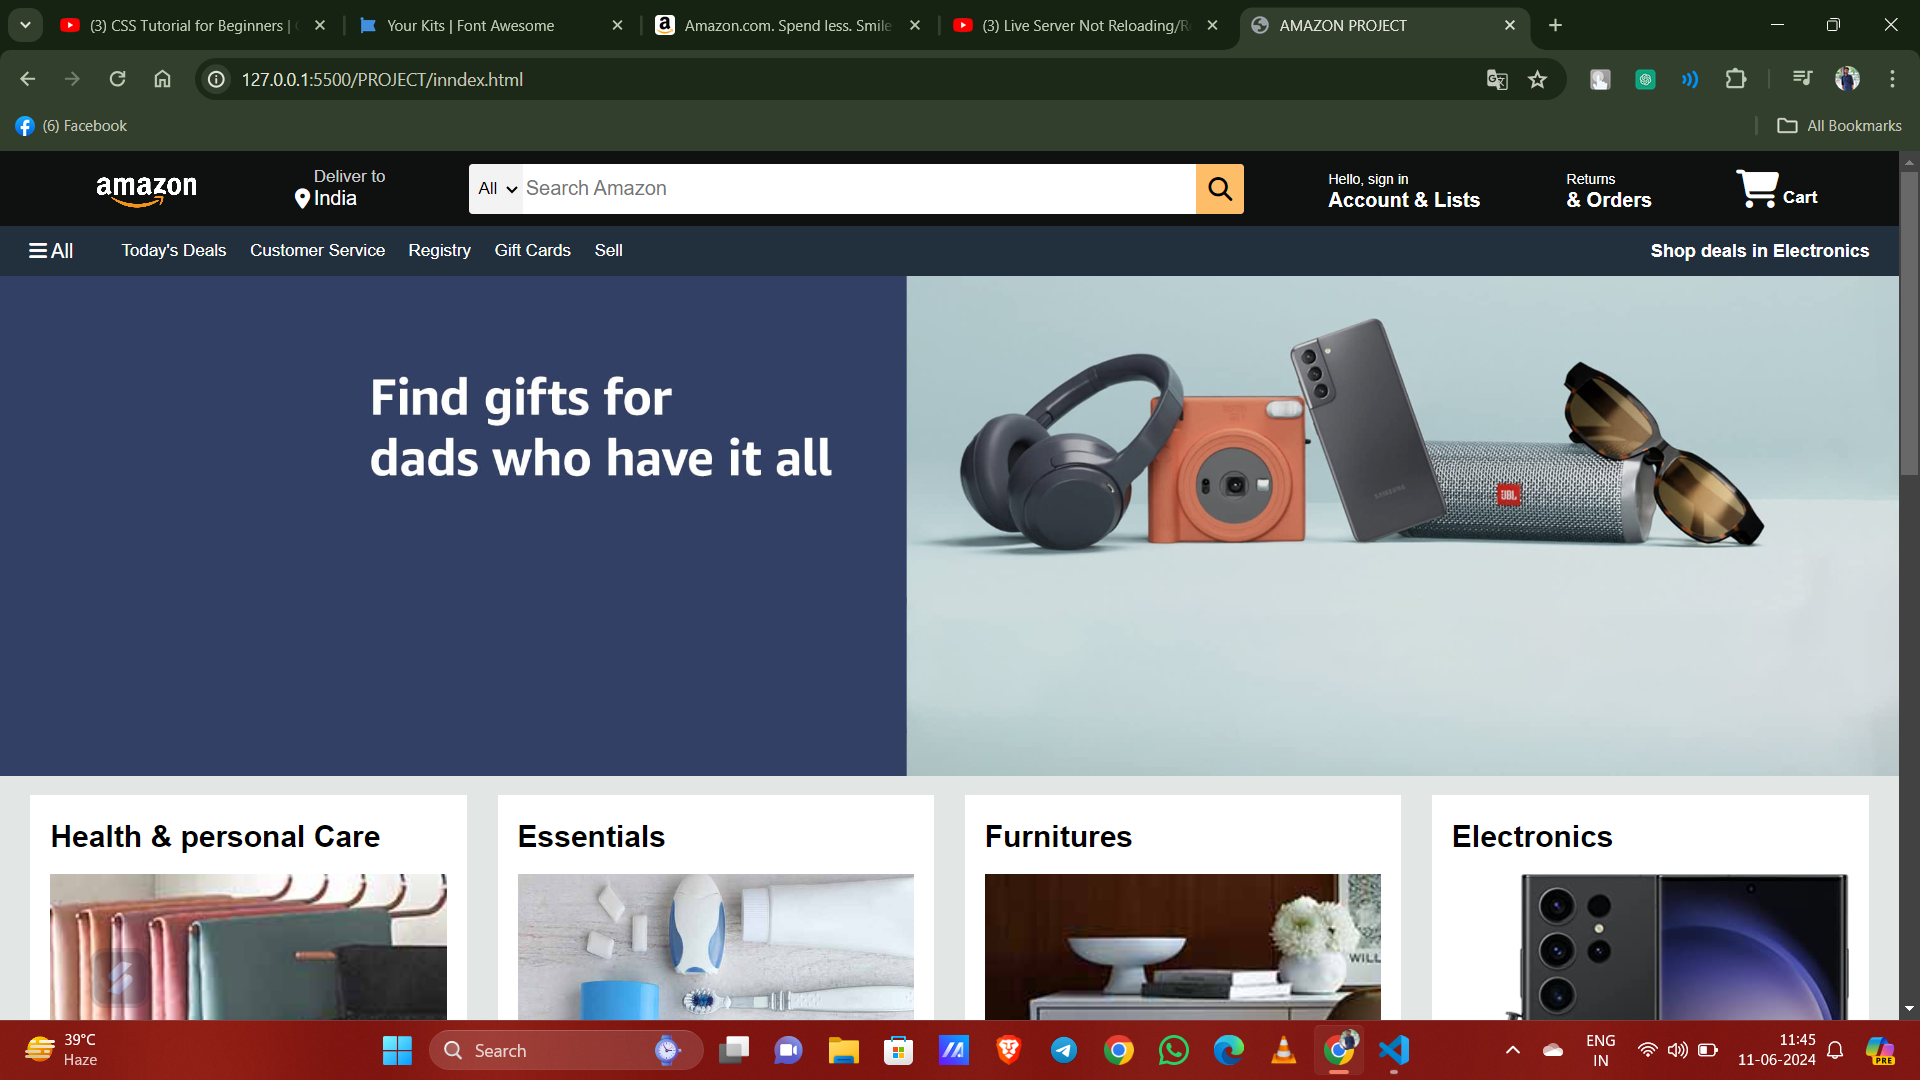 (3) CSS Tutorial for Beginners |
Your Kits | Font Awesome
Amazon.com. Spend less. Smile
(3) Live Server Not Reloading/R
AMAZON PROJECT
127.0.0.1:5500/PROJECT/inndex.html
(6) Facebook
All Bookmarks
amazon
Deliver to
India
All
Search Amazon
Hello, sign in
Account & Lists
Returns
& Orders
Cart
All
Today's Deals
Customer Service
Registry
Gift Cards
Sell
Shop deals in Electronics
Find gifts for
dads who have it all
SAMSUNG
JBL
Health & personal Care
Essentials
Furnitures
Electronics
WILL
39°C
Haze
Search
PRE
ENG
IN
11:45
11-06-2024